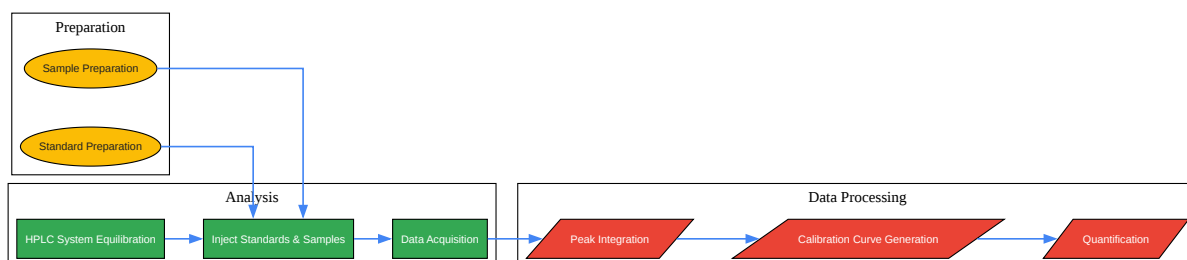 Preparation
Sample Preparation
Standard Preparation
Analysis
HPLC System Equilibration
Inject Standards & Samples
Data Acquisition
Data Processing
Peak Integration
Calibration Curve Generation
Quantification